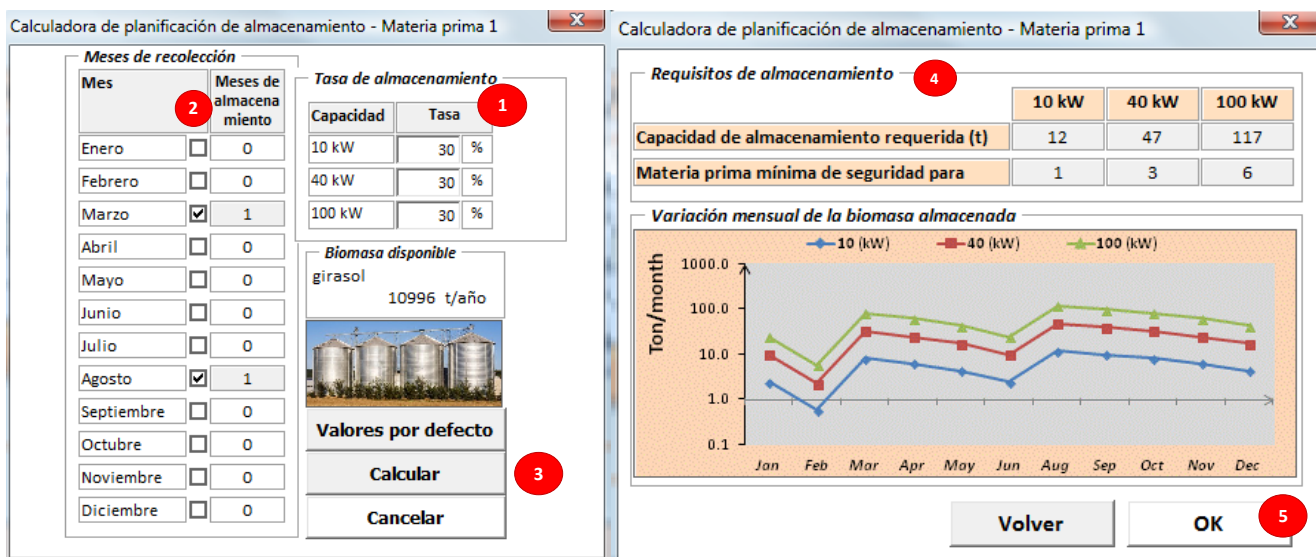 Calculadora de planificación de almacenamiento - Materia prima 1
x
Meses de recolección
Mes
2
Meses de
almacena
miento
Enero 0
Febrero 0
Marzo 1
Abril 0
Mayo 0
Junio 0
Julio 0
Agosto 1
Septiembre 0
Octubre 0
Noviembre 0
Diciembre 0
Tasa de almacenamiento
1
Capacidad Tasa
10 kW 30 %
40 kW 30 %
100 kW 30 %
Biomasa disponible
girasol
10996 t/año
Valores por defecto
Calcular
3
Cancelar
Calculadora de planificación de almacenamiento - Materia prima 1
x
Requisitos de almacenamiento
4
10 kW 40 kW 100 kW
Capacidad de almacenamiento requerida (t) 12 47 117
Materia prima mínima de seguridad para 1 3 6
Variación mensual de la biomasa almacenada
10 (kW) 40 (kW) 100 (kW)
Ton/month
1000.0
100.0
10.0
1.0
0.1
Jan Feb Mar Apr May Jun Aug Sep Oct Nov Dec
Volver
OK
5